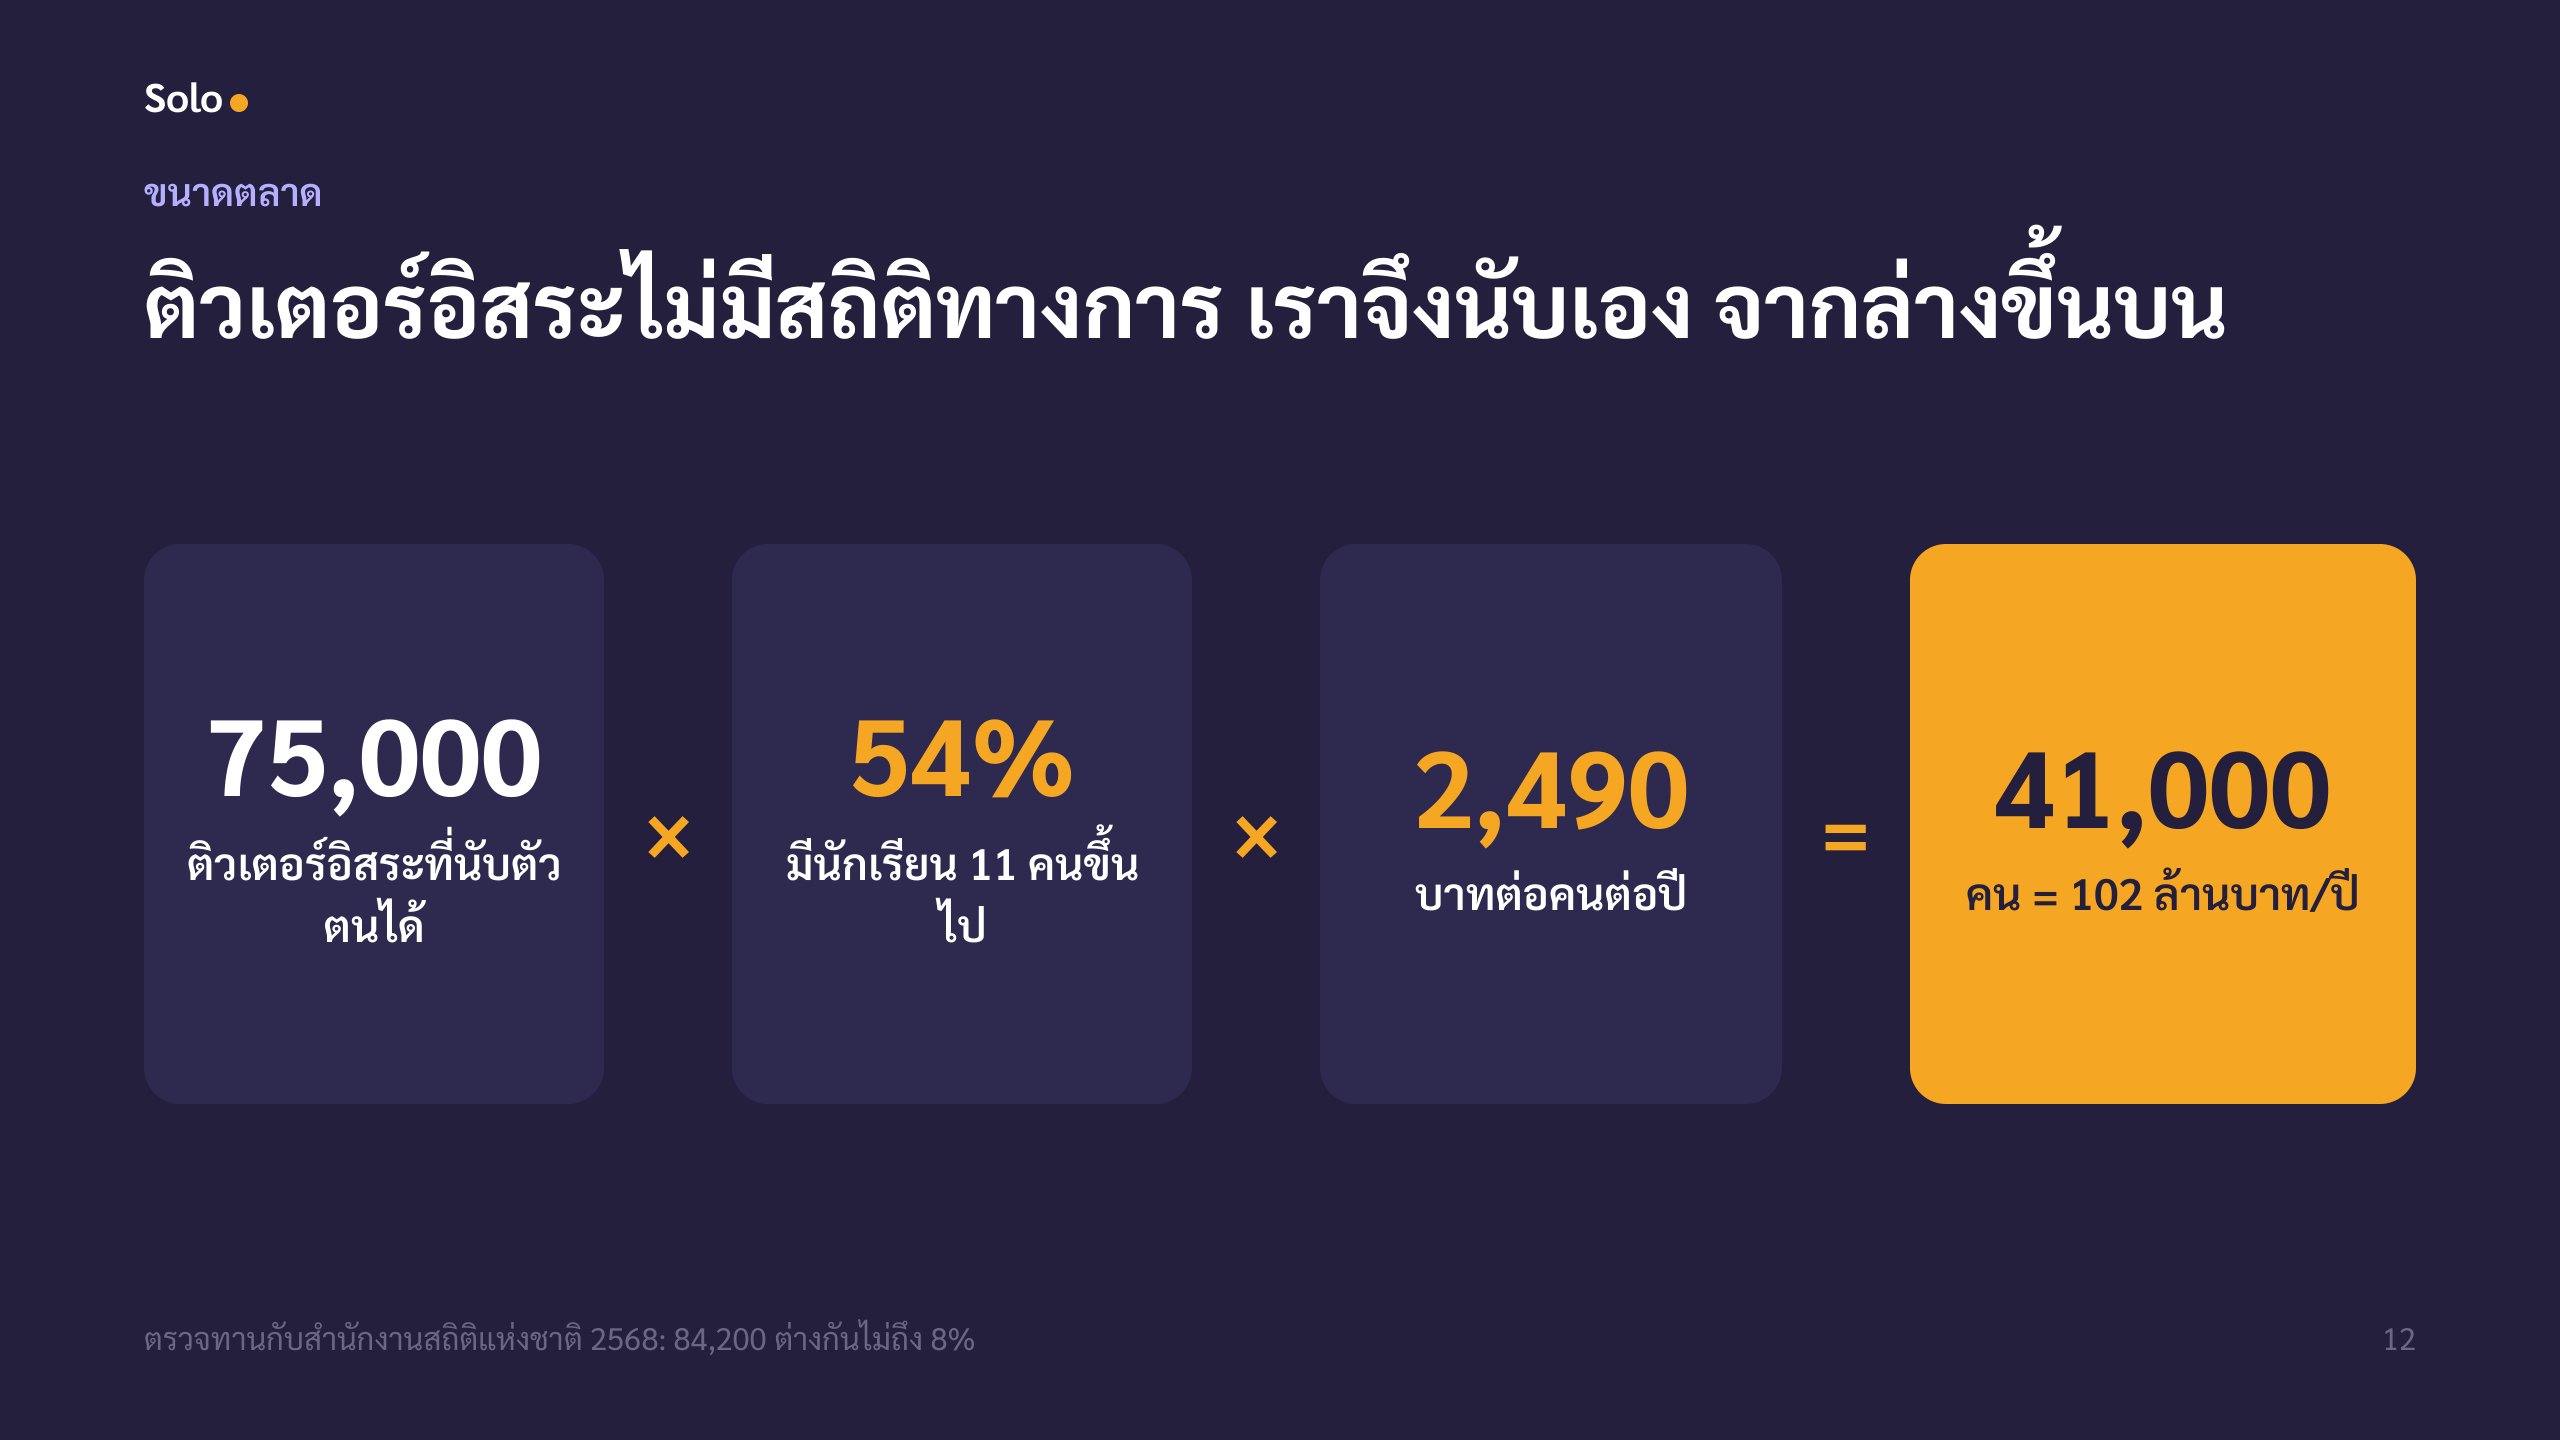 Solo
ขนาดตลาด
ติวเตอร์อิสระไม่มีสถิติทางการ เราจึงนับเอง จากล่างขึ้นบน
75,000
ติวเตอร์อิสระที่นับตัว
ตนได้
×
54%
มีนักเรียน 11 คนขึ้น
ไป
×
2,490
บาทต่อคนต่อปี
=
41,000
คน = 102 ล้านบาท/ปี
ตรวจทานกับสำนักงานสถิติแห่งชาติ 2568: 84,200 ต่างกันไม่ถึง 8%
12